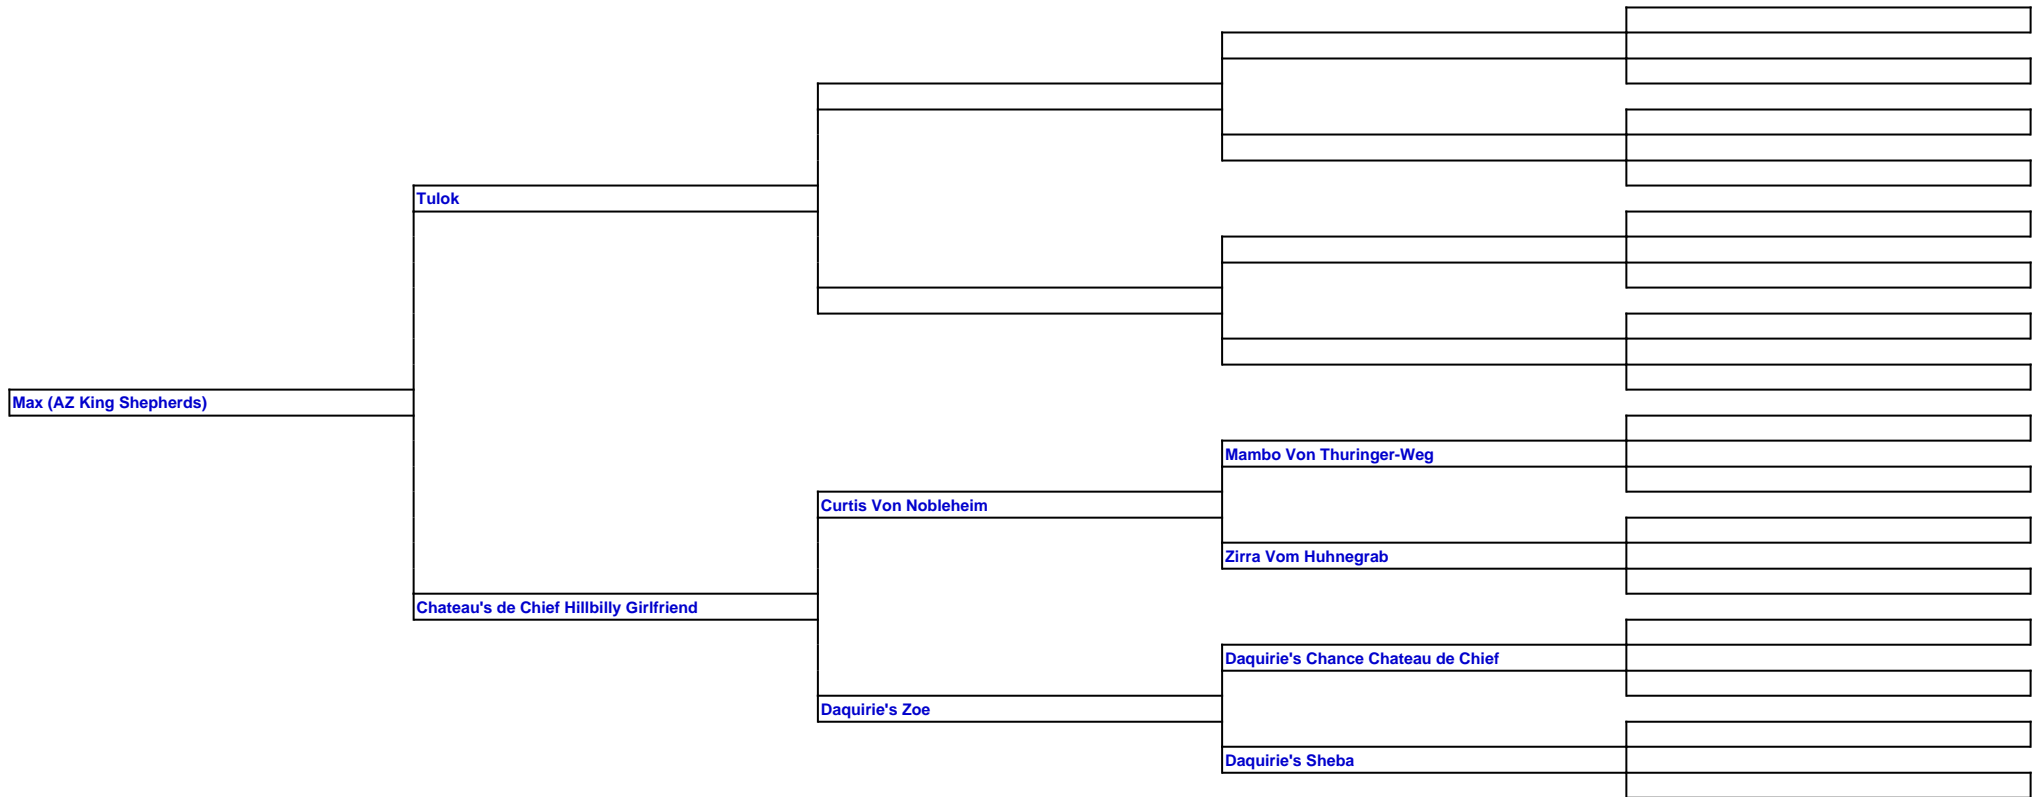 Tulok
Max (AZ King Shepherds)
Mambo Von Thuringer-Weg
Curtis Von Nobleheim
Zirra Vom Huhnegrab
Chateau's de Chief Hillbilly Girlfriend
Daquirie's Chance Chateau de Chief
Daquirie's Zoe
Daquirie's Sheba